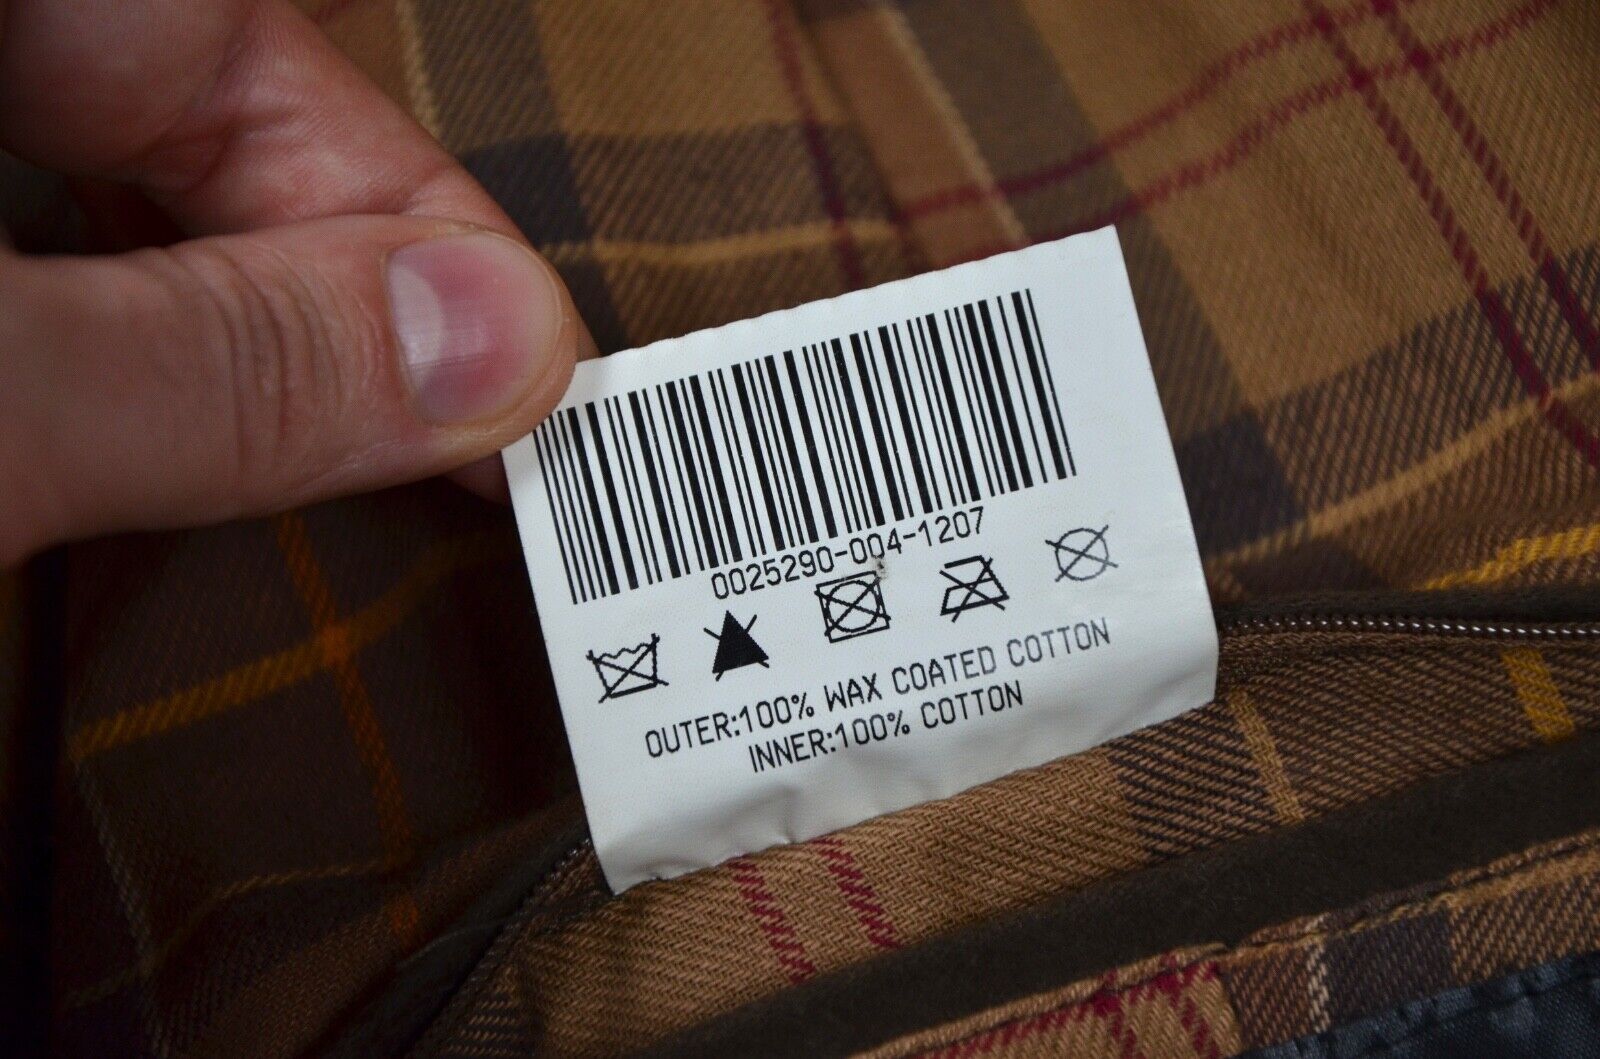 0025290-004-1207
OUTER:100% WAX COATED COTTON
INNER:100% COTTON